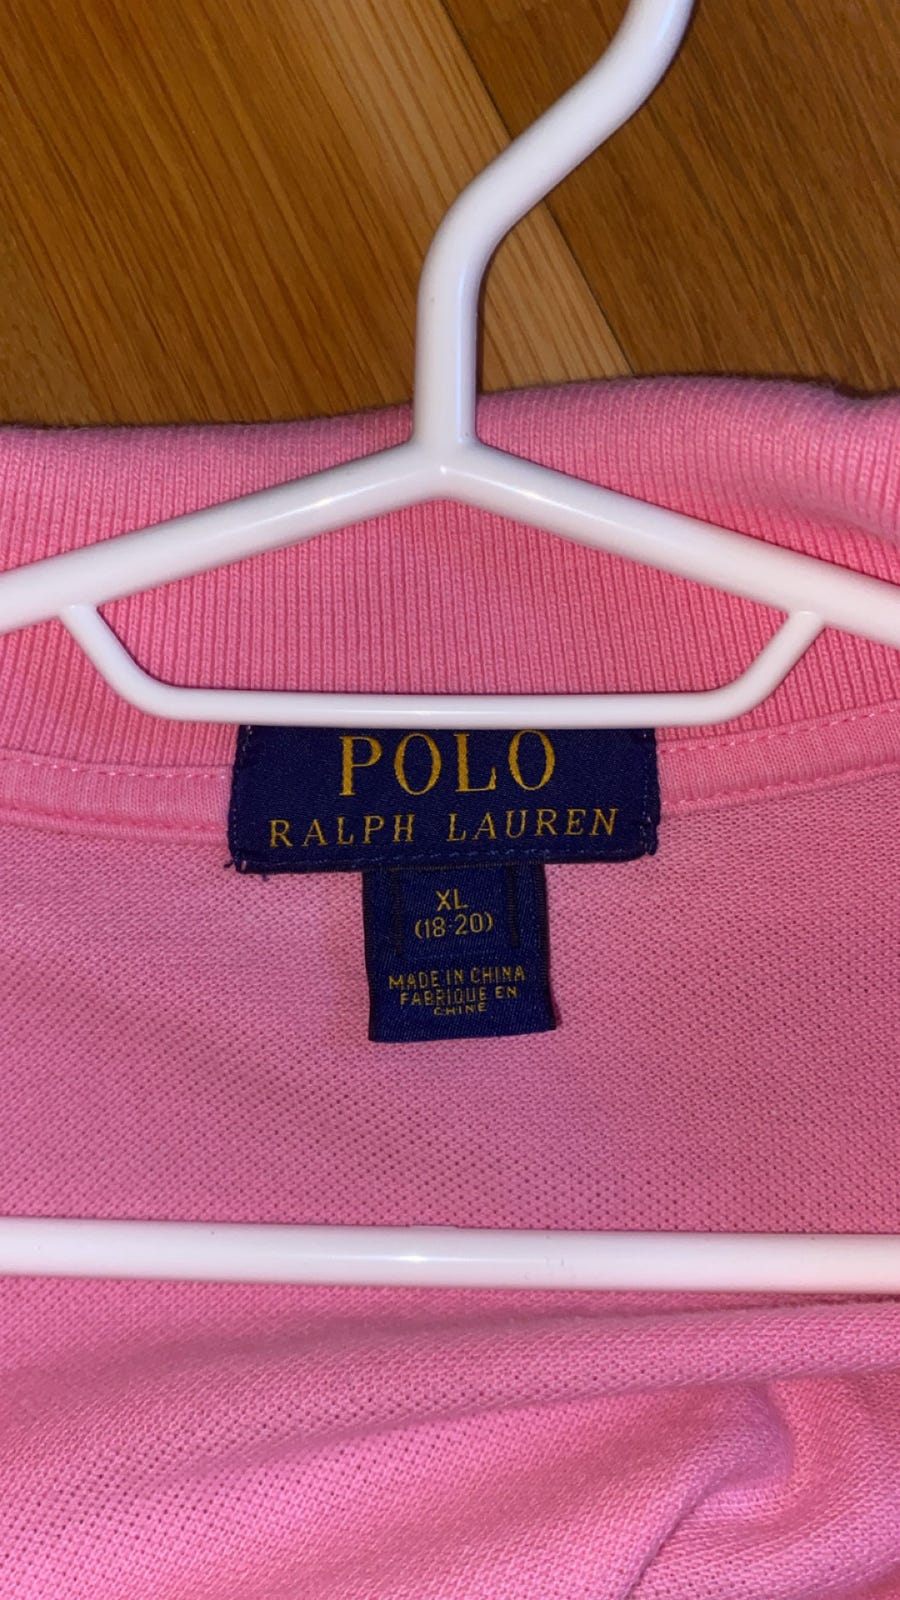 POLO
RALPH LAUREN
XL
(18-20)
MADE IN CHINA
FABRIQUE EN
CHINE